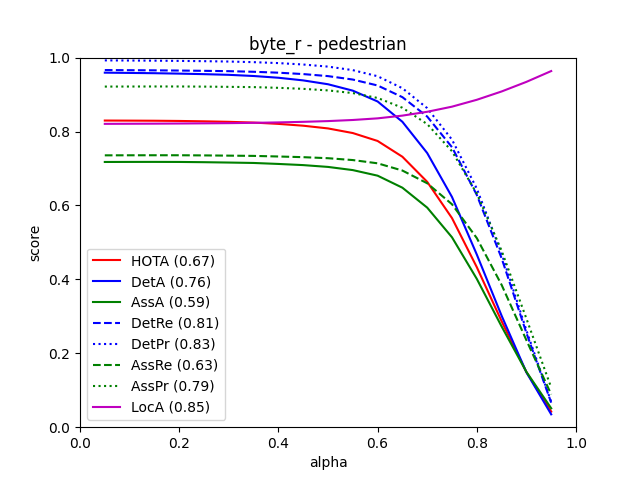 byte_r - pedestrian
1.0
0.8
0.6
0.4
0.2
0.0
score
HOTA (0.67)
DetA (0.76)
AssA (0.59)
DetRe (0.81)
DetPr (0.83)
AssRe (0.63)
AssPr (0.79)
LocA (0.85)
0.0 0.2 0.4 0.6 0.8 1.0
alpha